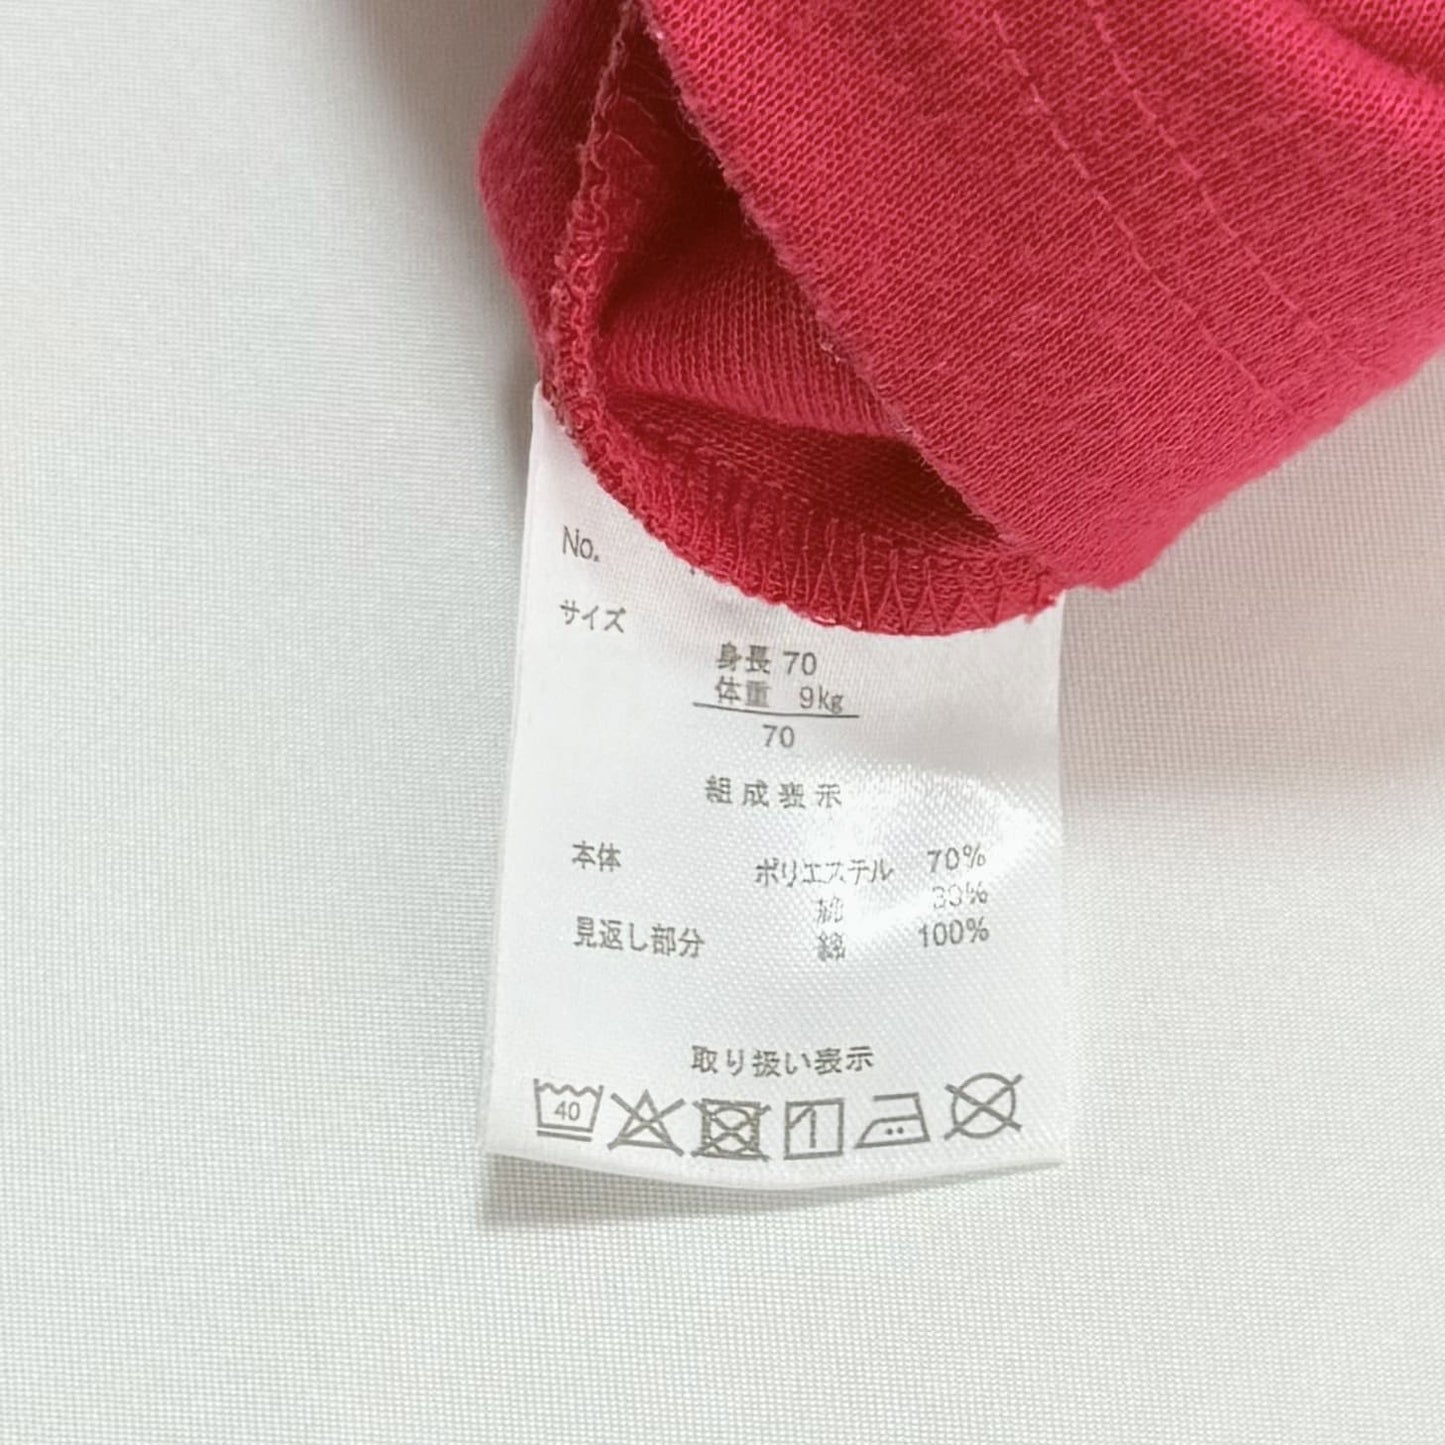 No.
サイズ
身長 70
体重 9kg
70
組成表示
本体 ポリエステル 70%
綿 30%
見返し部分 綿 100%
取り扱い表示
40